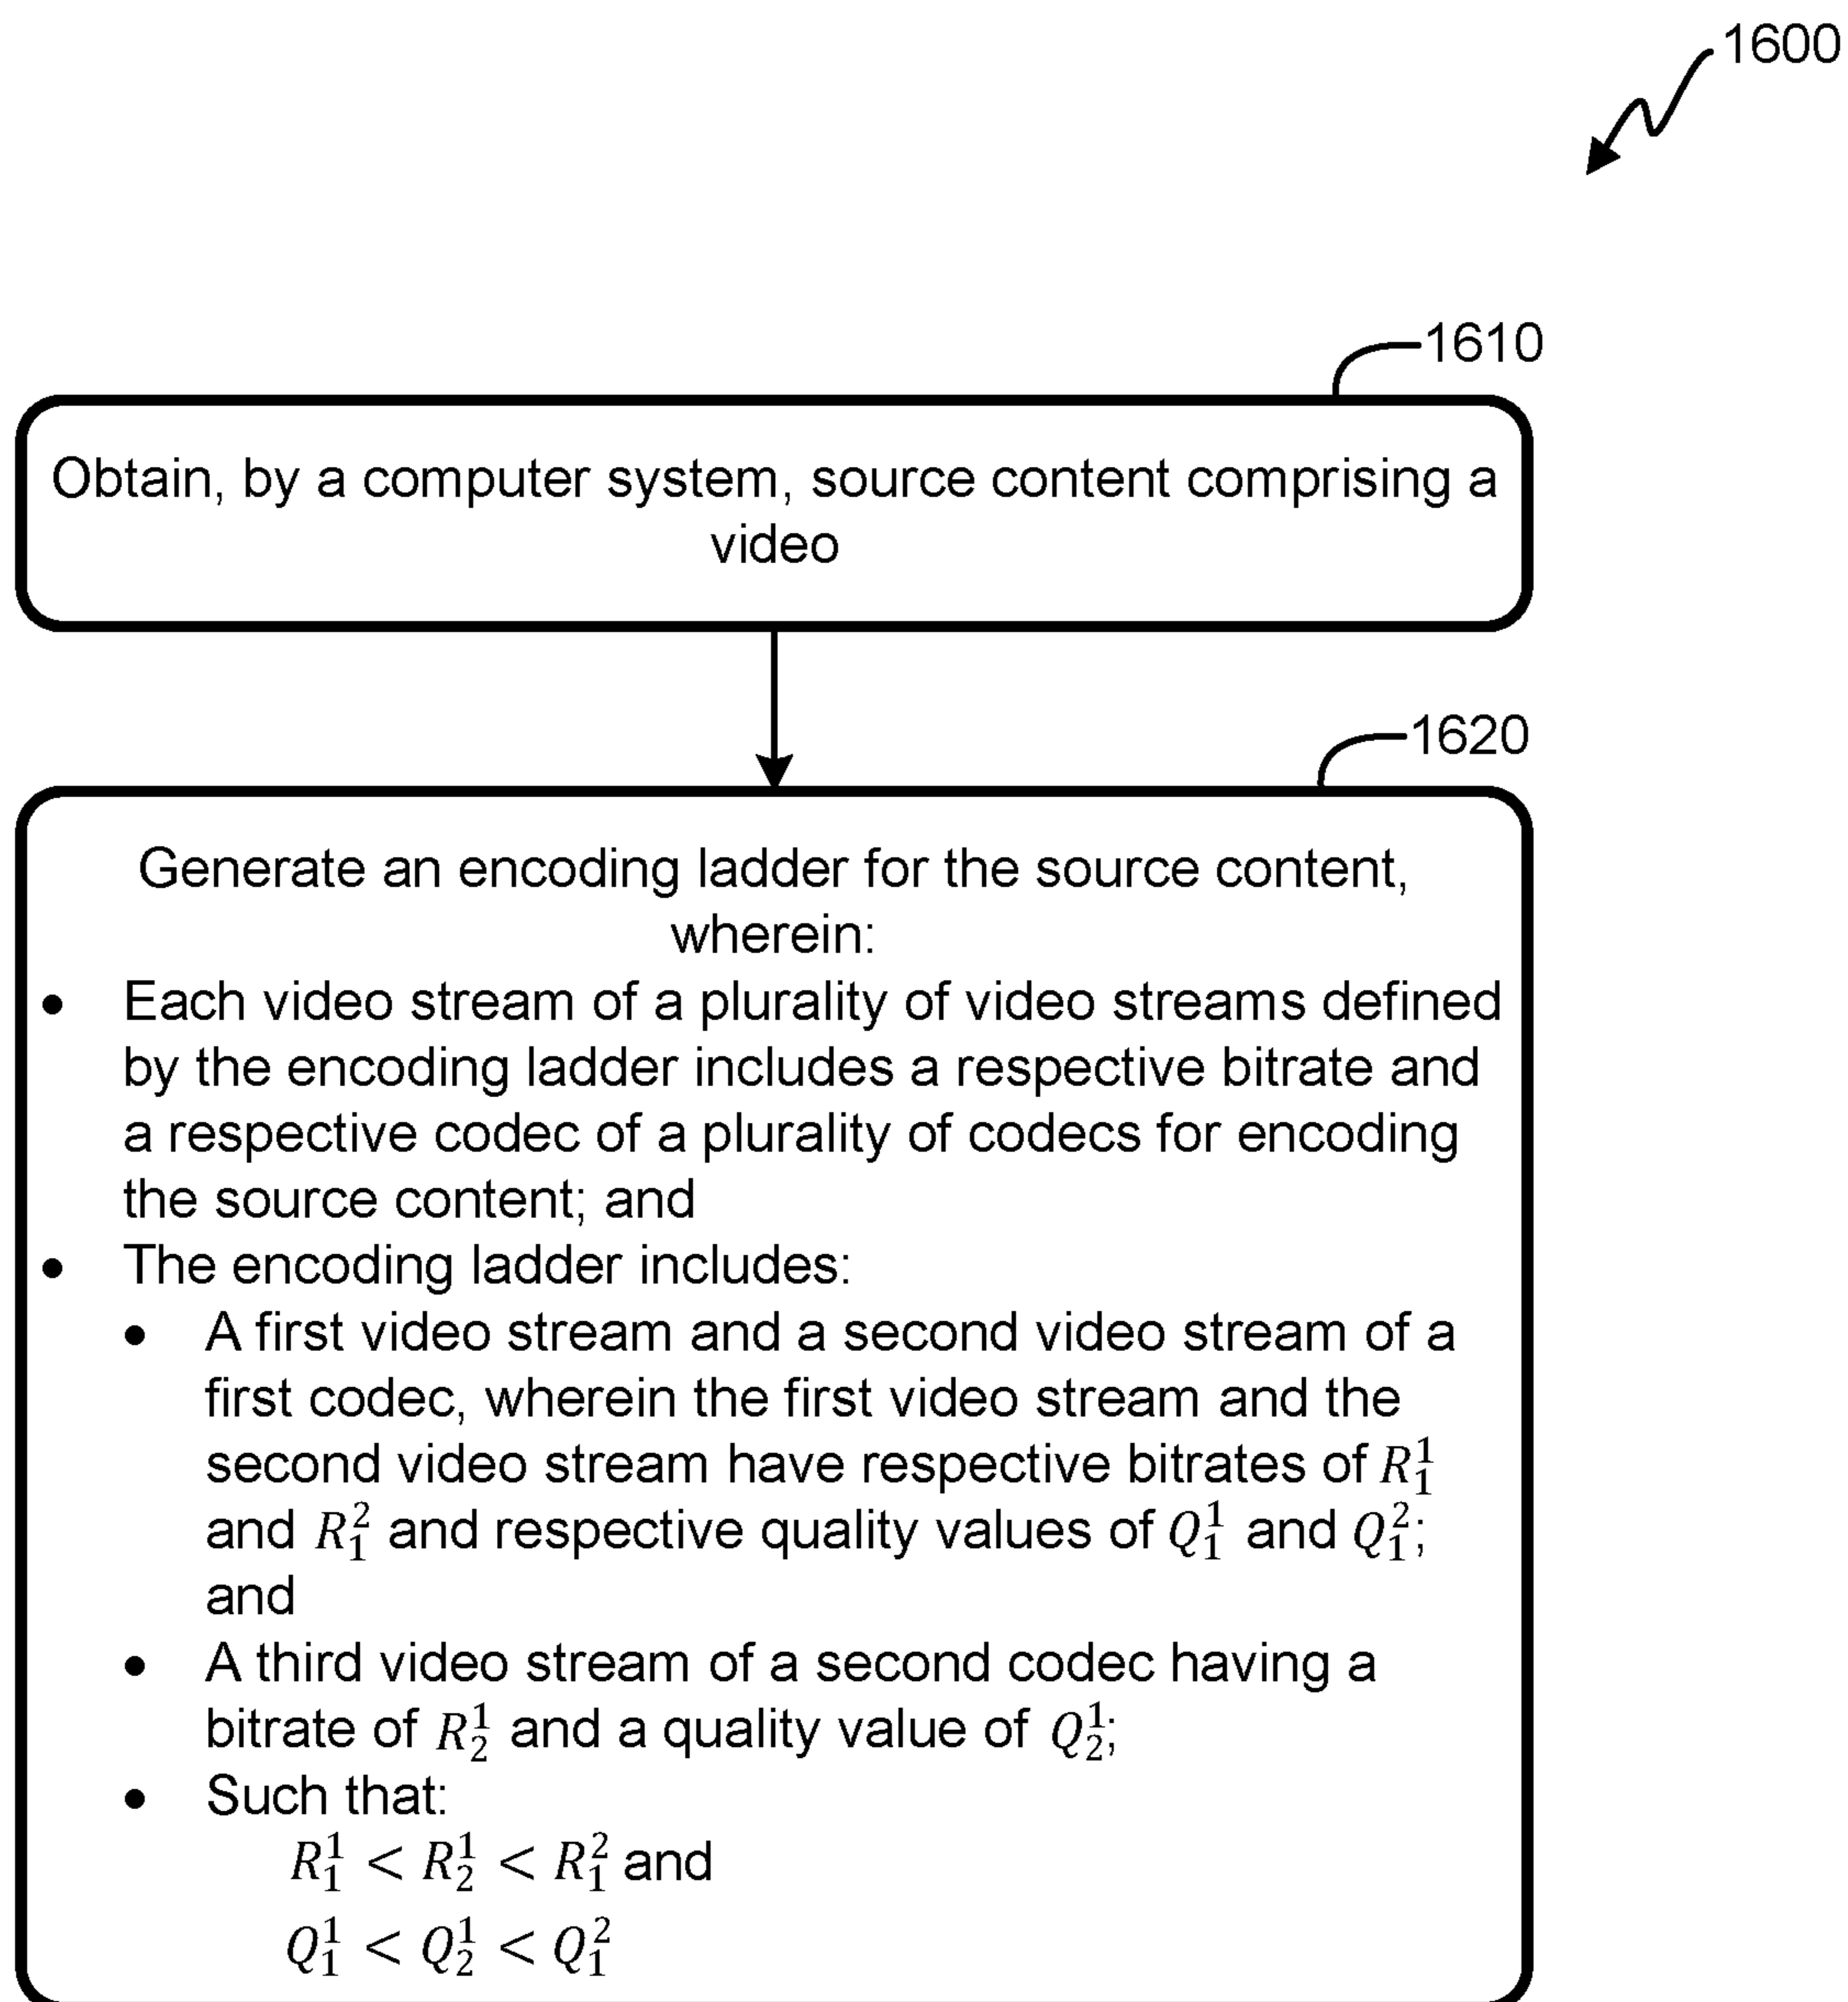 1600
1610
Obtain, by a computer system, source content comprising a
video
1620
Generate an encoding ladder for the source content,
wherein:
• Each video stream of a plurality of video streams defined
by the encoding ladder includes a respective bitrate and
a respective codec of a plurality of codecs for encoding
the source content; and
• The encoding ladder includes:
• A first video stream and a second video stream of a
first codec, wherein the first video stream and the
second video stream have respective bitrates of $R_1^1$
and $R_1^2$ and respective quality values of $Q_1^1$ and $Q_1^2$;
and
• A third video stream of a second codec having a
bitrate of $R_2^1$ and a quality value of $Q_2^1$;
• Such that:
$R_1^1 < R_2^1 < R_1^2$ and
$Q_1^1 < Q_2^1 < Q_1^2$